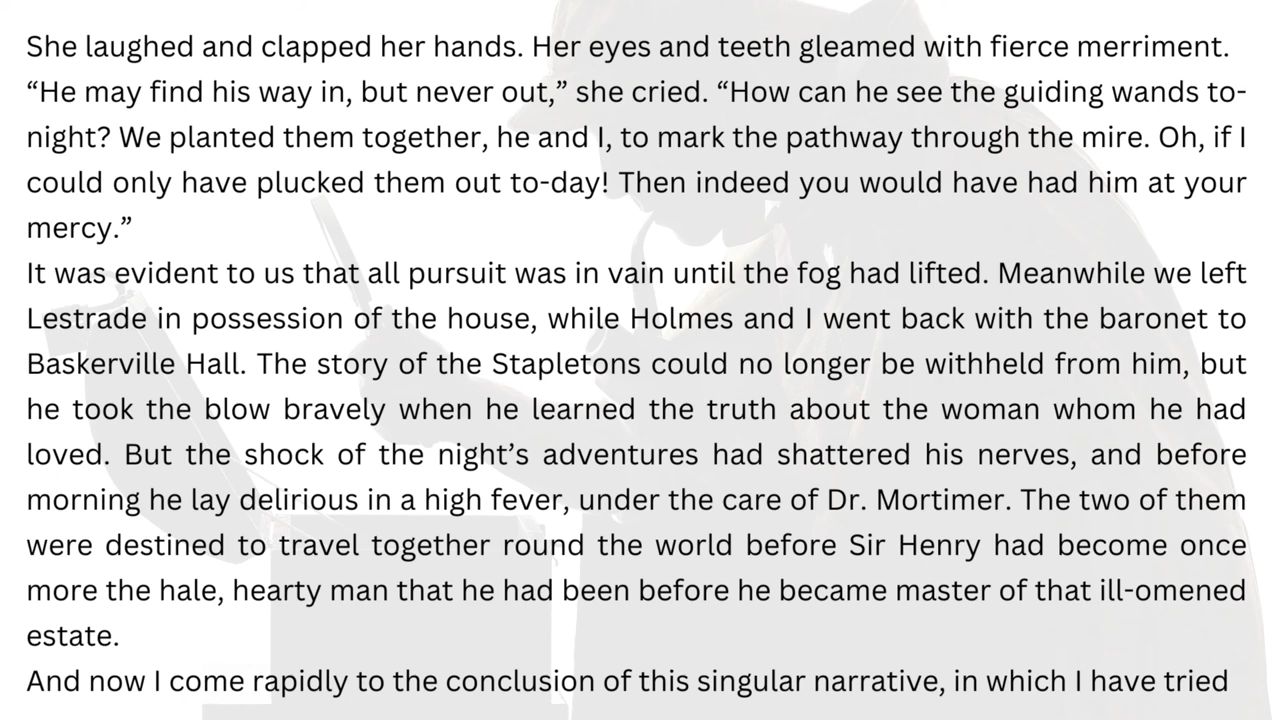 She laughed and clapped her hands. Her eyes and teeth gleamed with fierce merriment.
“He may find his way in, but never out,” she cried. “How can he see the guiding wands to-
night? We planted them together, he and I, to mark the pathway through the mire. Oh, if I
could only have plucked them out to-day! Then indeed you would have had him at your
mercy.”
It was evident to us that all pursuit was in vain until the fog had lifted. Meanwhile we left
Lestrade in possession of the house, while Holmes and I went back with the baronet to
Baskerville Hall. The story of the Stapletons could no longer be withheld from him, but
he took the blow bravely when he learned the truth about the woman whom he had
loved. But the shock of the night’s adventures had shattered his nerves, and before
morning he lay delirious in a high fever, under the care of Dr. Mortimer. The two of them
were destined to travel together round the world before Sir Henry had become once
more the hale, hearty man that he had been before he became master of that ill-omened
estate.
And now I come rapidly to the conclusion of this singular narrative, in which I have tried